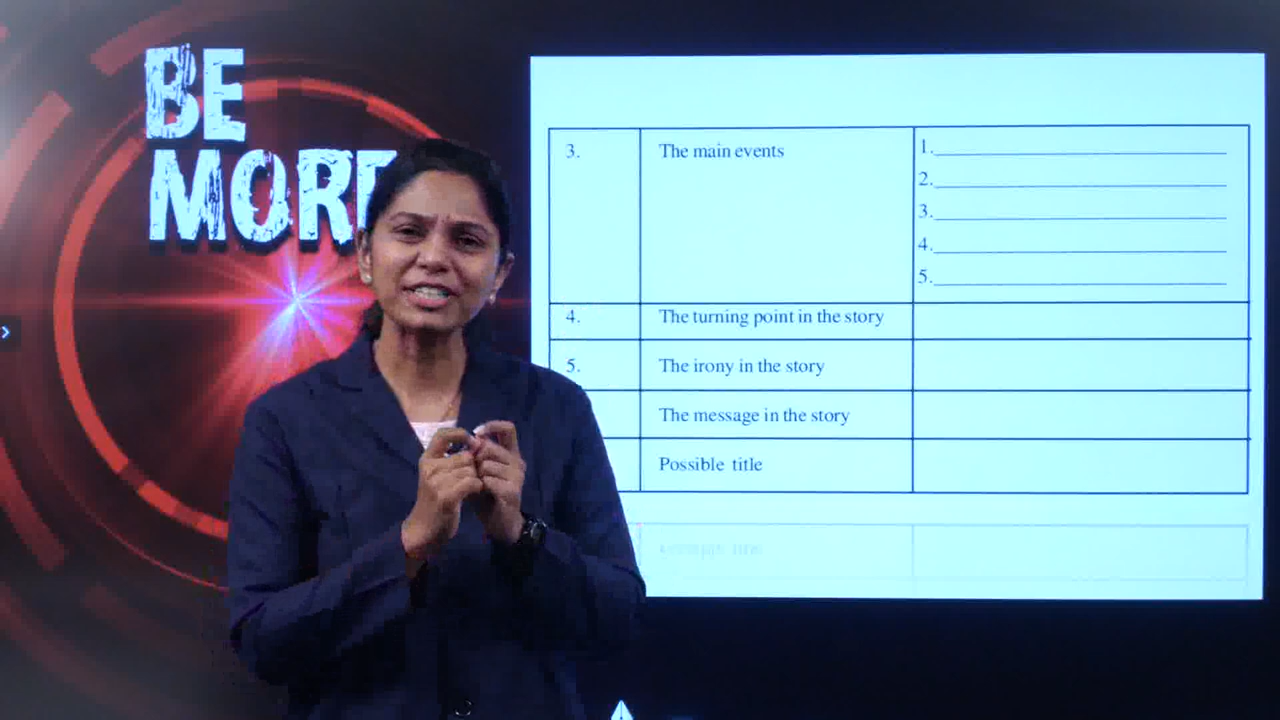 BE
MORE
3. The main events 1.
2.
3.
4.
5.
4. The turning point in the story
5. The irony in the story
The message in the story
Possible title